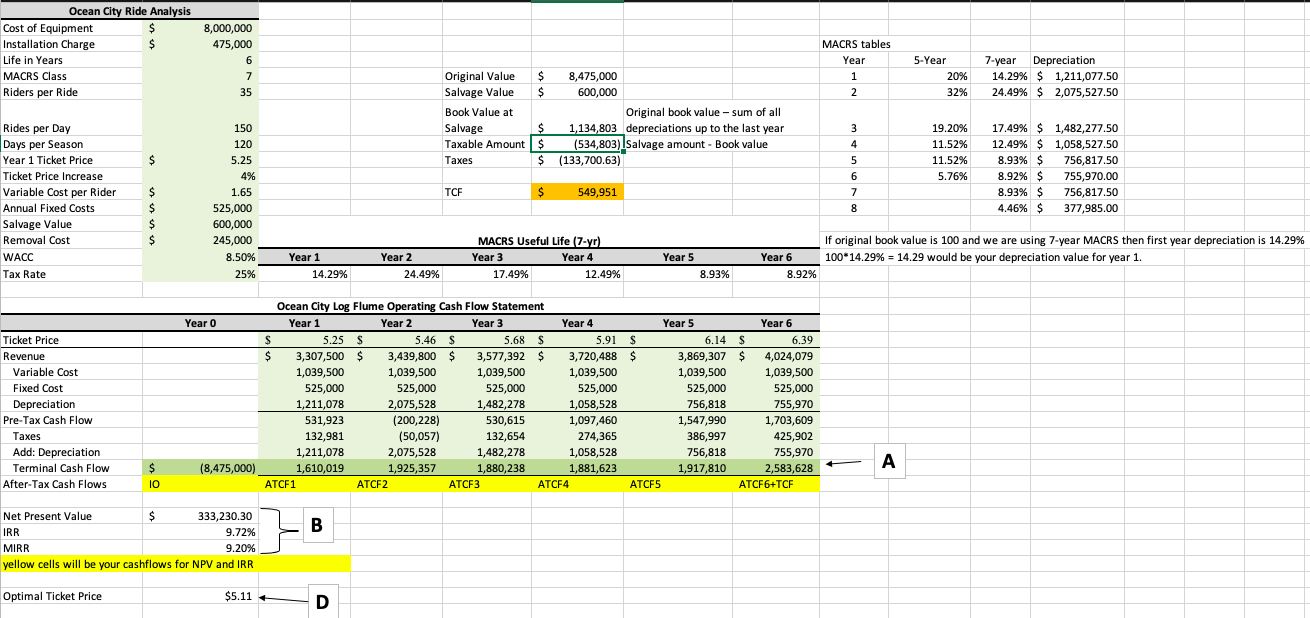 Ocean City Ride Analysis
Cost of Equipment $ 8,000,000
Installation Charge $ 475,000 MACRS tables
Life in Years 6 Year 5-Year 7-year Depreciation
MACRS Class 7 Original Value $ 8,475,000 1 20% 14.29% $ 1,211,077.50
Riders per Ride 35 Salvage Value $ 600,000 2 32% 24.49% $ 2,075,527.50
Book Value at Original book value – sum of all
Rides per Day 150 Salvage $ 1,134,803 depreciations up to the last year 3 19.20% 17.49% $ 1,482,277.50
Days per Season 120 Taxable Amount $ (534,803) Salvage amount - Book value 4 11.52% 12.49% $ 1,058,527.50
Year 1 Ticket Price $ 5.25 Taxes $ (133,700.63) 5 11.52% 8.93% $ 756,817.50
Ticket Price Increase 4% 6 5.76% 8.92% $ 755,970.00
Variable Cost per Rider $ 1.65 TCF $ 549,951 7 8.93% $ 756,817.50
Annual Fixed Costs $ 525,000 8 4.46% $ 377,985.00
Salvage Value $ 600,000
Removal Cost $ 245,000 MACRS Useful Life (7-yr) If original book value is 100 and we are using 7-year MACRS then first year depreciation is 14.29%
WACC 8.50% Year 1 Year 2 Year 3 Year 4 Year 5 Year 6 100*14.29% = 14.29 would be your depreciation value for year 1.
Tax Rate 25% 14.29% 24.49% 17.49% 12.49% 8.93% 8.92%
Ocean City Log Flume Operating Cash Flow Statement
Year 0 Year 1 Year 2 Year 3 Year 4 Year 5 Year 6
Ticket Price $ 5.25 $ 5.46 $ 5.68 $ 5.91 $ 6.14 $ 6.39
Revenue $ 3,307,500 $ 3,439,800 $ 3,577,392 $ 3,720,488 $ 3,869,307 $ 4,024,079
Variable Cost 1,039,500 1,039,500 1,039,500 1,039,500 1,039,500 1,039,500
Fixed Cost 525,000 525,000 525,000 525,000 525,000 525,000
Depreciation 1,211,078 2,075,528 1,482,278 1,058,528 756,818 755,970
Pre-Tax Cash Flow 531,923 (200,228) 530,615 1,097,460 1,547,990 1,703,609
Taxes 132,981 (50,057) 132,654 274,365 386,997 425,902
Add: Depreciation 1,211,078 2,075,528 1,482,278 1,058,528 756,818 755,970
Terminal Cash Flow $ (8,475,000) 1,610,019 1,925,357 1,880,238 1,881,623 1,917,810 2,583,628 A
After-Tax Cash Flows IO ATCF1 ATCF2 ATCF3 ATCF4 ATCF5 ATCF6+TCF
Net Present Value $ 333,230.30 B
IRR 9.72%
MIRR 9.20%
yellow cells will be your cashflows for NPV and IRR
Optimal Ticket Price $5.11 D